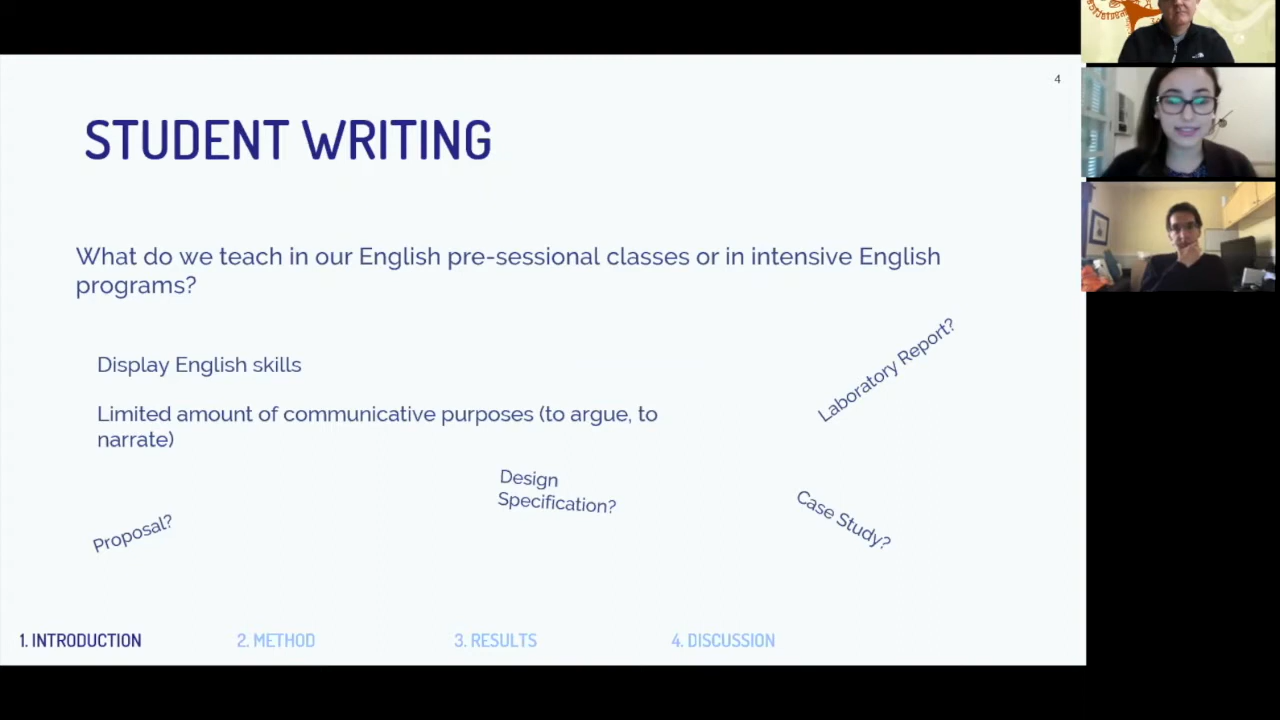 4
STUDENT WRITING
What do we teach in our English pre-sessional classes or in intensive English
programs?
Display English skills
Limited amount of communicative purposes (to argue, to
narrate)
Laboratory Report?
Design
Specification?
Case Study?
Proposal?
1. INTRODUCTION
2. METHOD
3. RESULTS
4. DISCUSSION